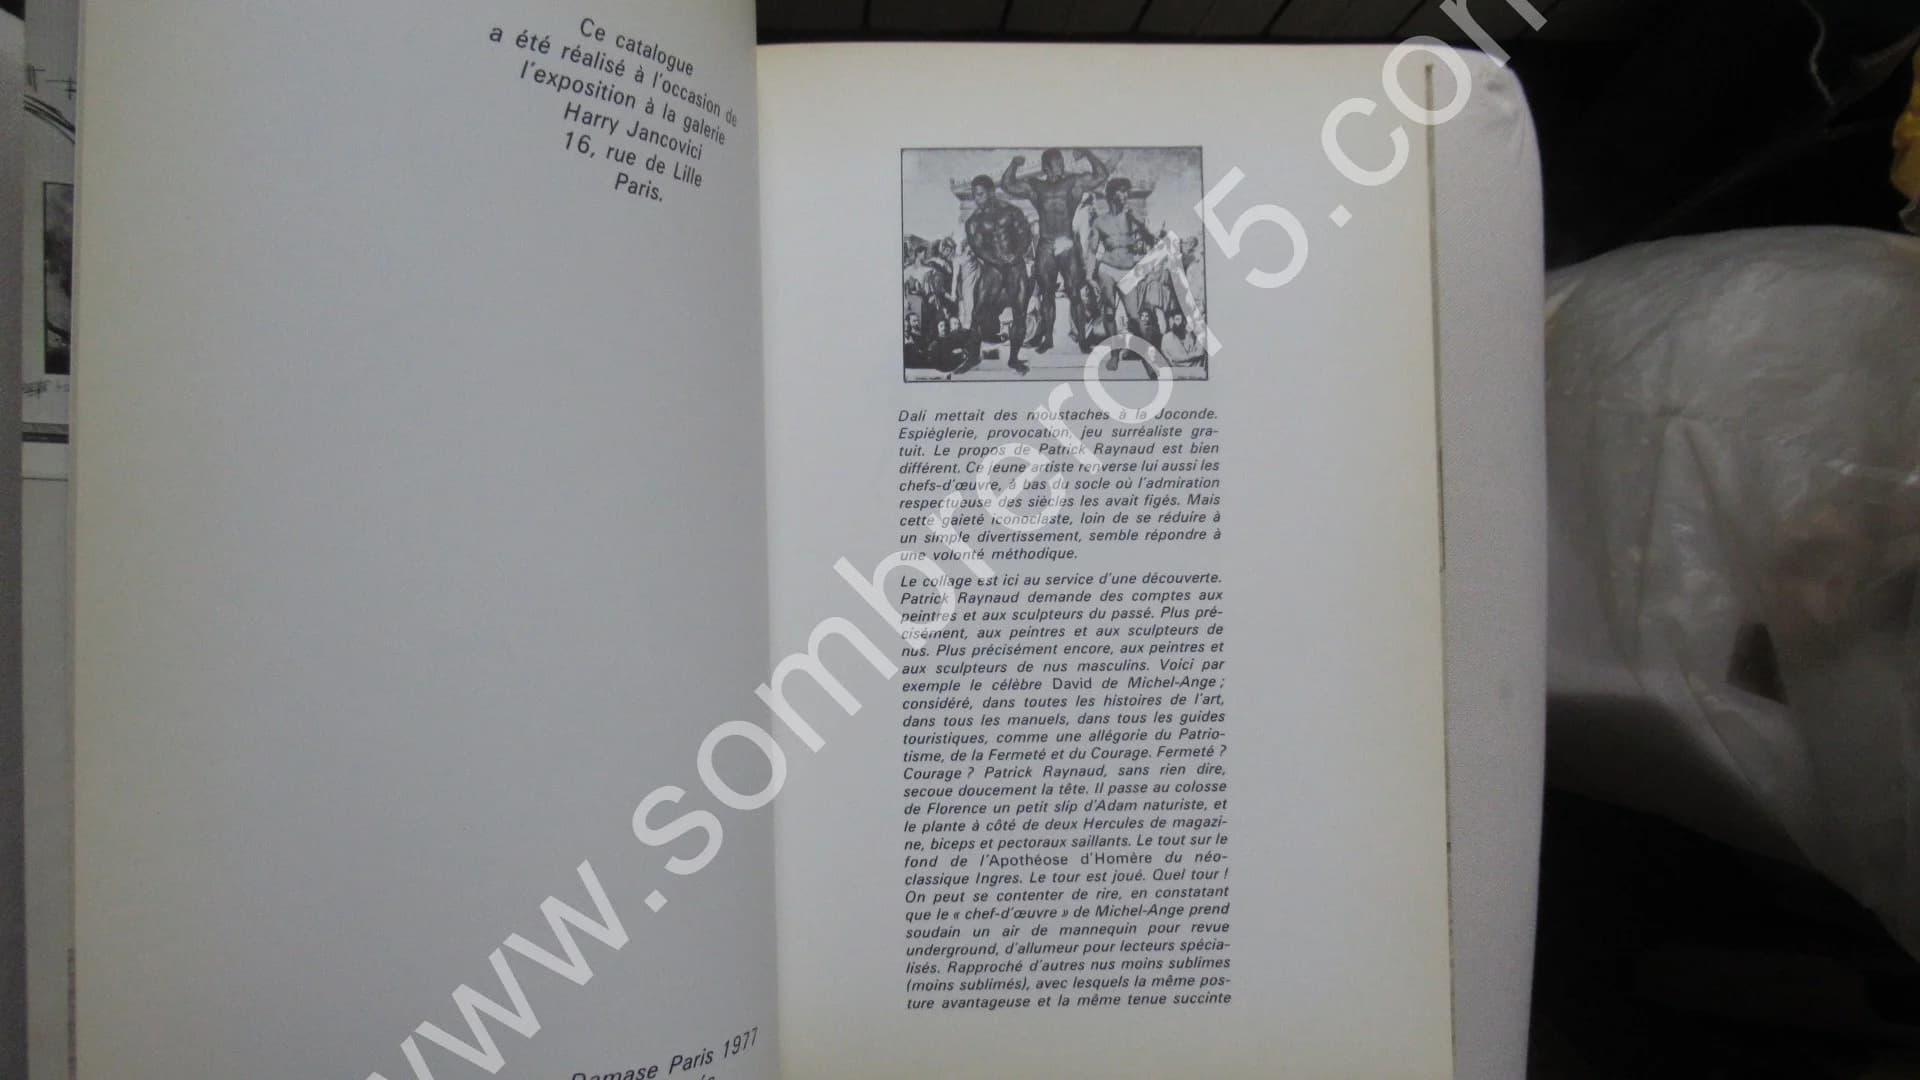 Ce catalogue
a été réalisé à l'occasion de
l'exposition à la galerie
Harry Jancovici
16, rue de Lille
Paris.
Damase Paris 1977
Dali mettait des moustaches à la Joconde.
Espièglerie, provocation, jeu surréaliste gra-
tuit. Le propos de Patrick Raynaud est bien
différent. Ce jeune artiste renverse lui aussi les
chefs-d'œuvre, à bas du socle où l'admiration
respectueuse des siècles les avait figés. Mais
cette gaieté iconoclaste, loin de se réduire à
un simple divertissement, semble répondre à
une volonté méthodique.
Le collage est ici au service d'une découverte.
Patrick Raynaud demande des comptes aux
peintres et aux sculpteurs du passé. Plus pré-
cisément, aux peintres et aux sculpteurs de
nus. Plus précisément encore, aux peintres et
aux sculpteurs de nus masculins. Voici par
exemple le célèbre David de Michel-Ange ;
considéré, dans toutes les histoires de l'art,
dans tous les manuels, dans tous les guides
touristiques, comme une allégorie du Patrio-
tisme, de la Fermeté et du Courage. Fermeté ?
Courage ? Patrick Raynaud, sans rien dire,
secoue doucement la tête. Il passe au colosse
de Florence un petit slip d'Adam naturiste, et
le plante à côté de deux Hercules de magazi-
ne, biceps et pectoraux saillants. Le tout sur le
fond de l'Apothéose d'Homère du néo-
classique Ingres. Le tour est joué. Quel tour !
On peut se contenter de rire, en constatant
que le « chef-d'œuvre » de Michel-Ange prend
soudain un air de mannequin pour revue
underground, d'allumeur pour lecteurs spécia-
lisés. Rapproché d'autres nus moins sublimes
(moins sublimés), avec lesquels la même pos-
ture avantageuse et la même tenue succincte
www.sombrero75.com